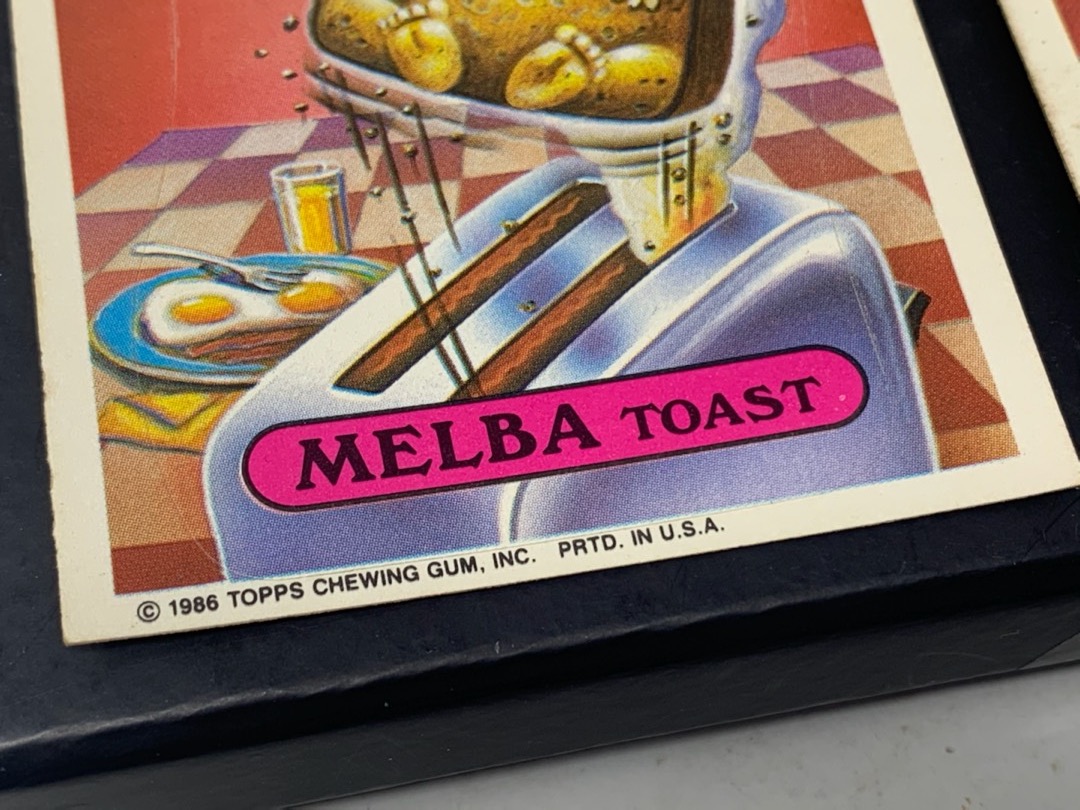 MELBA TOAST
© 1986 TOPPS CHEWING GUM, INC. PRTD. IN U.S.A.